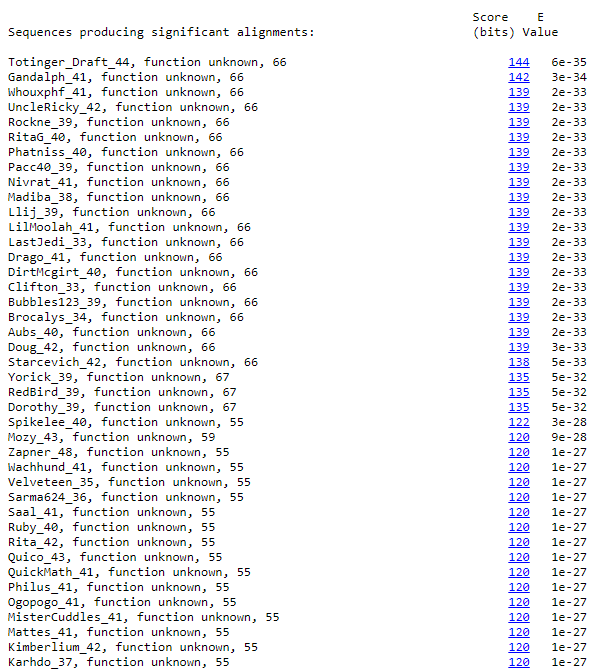 Score E
Sequences producing significant alignments: (bits) Value
Totinger_Draft_44, function unknown, 66 144 6e-35
Gandalph_41, function unknown, 66 142 3e-34
Whouxphf_41, function unknown, 66 139 2e-33
UncleRicky_42, function unknown, 66 139 2e-33
Rockne_39, function unknown, 66 139 2e-33
RitaG_40, function unknown, 66 139 2e-33
Phatniss_40, function unknown, 66 139 2e-33
Pacc40_39, function unknown, 66 139 2e-33
Nivrat_41, function unknown, 66 139 2e-33
Madiba_38, function unknown, 66 139 2e-33
Llij_39, function unknown, 66 139 2e-33
LilMoolah_41, function unknown, 66 139 2e-33
LastJedi_33, function unknown, 66 139 2e-33
Drago_41, function unknown, 66 139 2e-33
DirtMcgirt_40, function unknown, 66 139 2e-33
Clifton_33, function unknown, 66 139 2e-33
Bubbles123_39, function unknown, 66 139 2e-33
Brocalys_34, function unknown, 66 139 2e-33
Aubs_40, function unknown, 66 139 2e-33
Doug_42, function unknown, 66 139 3e-33
Starcevich_42, function unknown, 66 138 5e-33
Yorick_39, function unknown, 67 135 5e-32
RedBird_39, function unknown, 67 135 5e-32
Dorothy_39, function unknown, 67 135 5e-32
Spikelee_40, function unknown, 55 122 3e-28
Mozy_43, function unknown, 59 120 9e-28
Zapner_48, function unknown, 55 120 1e-27
Wachhund_41, function unknown, 55 120 1e-27
Velveteen_35, function unknown, 55 120 1e-27
Sarma624_36, function unknown, 55 120 1e-27
Saal_41, function unknown, 55 120 1e-27
Ruby_40, function unknown, 55 120 1e-27
Rita_42, function unknown, 55 120 1e-27
Quico_43, function unknown, 55 120 1e-27
QuickMath_41, function unknown, 55 120 1e-27
Philus_41, function unknown, 55 120 1e-27
Ogopogo_41, function unknown, 55 120 1e-27
MisterCuddles_41, function unknown, 55 120 1e-27
Mattes_41, function unknown, 55 120 1e-27
Kimberlium_42, function unknown, 55 120 1e-27
Karhdo_37, function unknown, 55 120 1e-27